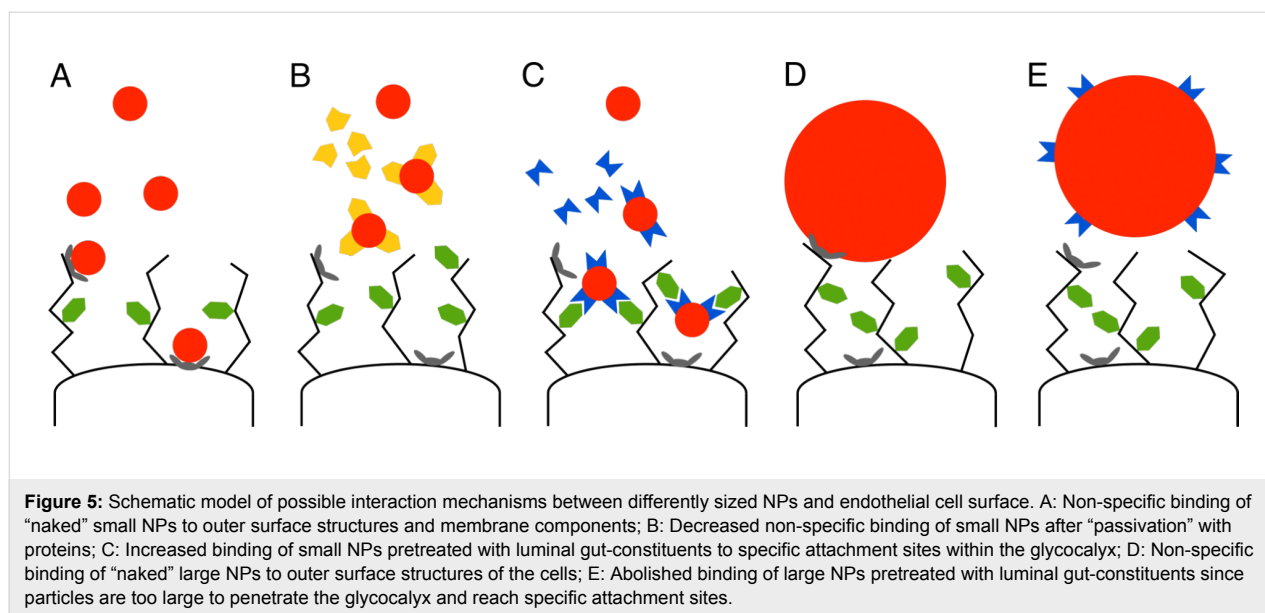 A B C D E
Figure 5: Schematic model of possible interaction mechanisms between differently sized NPs and endothelial cell surface. A: Non-specific binding of
“naked” small NPs to outer surface structures and membrane components; B: Decreased non-specific binding of small NPs after “passivation” with
proteins; C: Increased binding of small NPs pretreated with luminal gut-constituents to specific attachment sites within the glycocalyx; D: Non-specific
binding of “naked” large NPs to outer surface structures of the cells; E: Abolished binding of large NPs pretreated with luminal gut-constituents since
particles are too large to penetrate the glycocalyx and reach specific attachment sites.